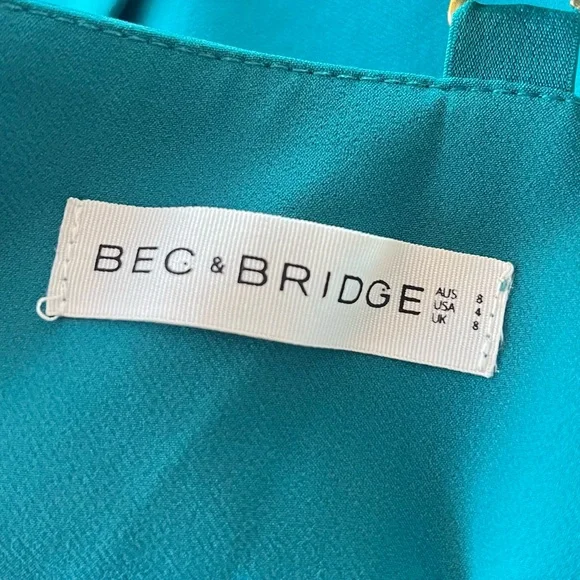 BEC & BRIDGE
AUS 8
USA 4
UK 8